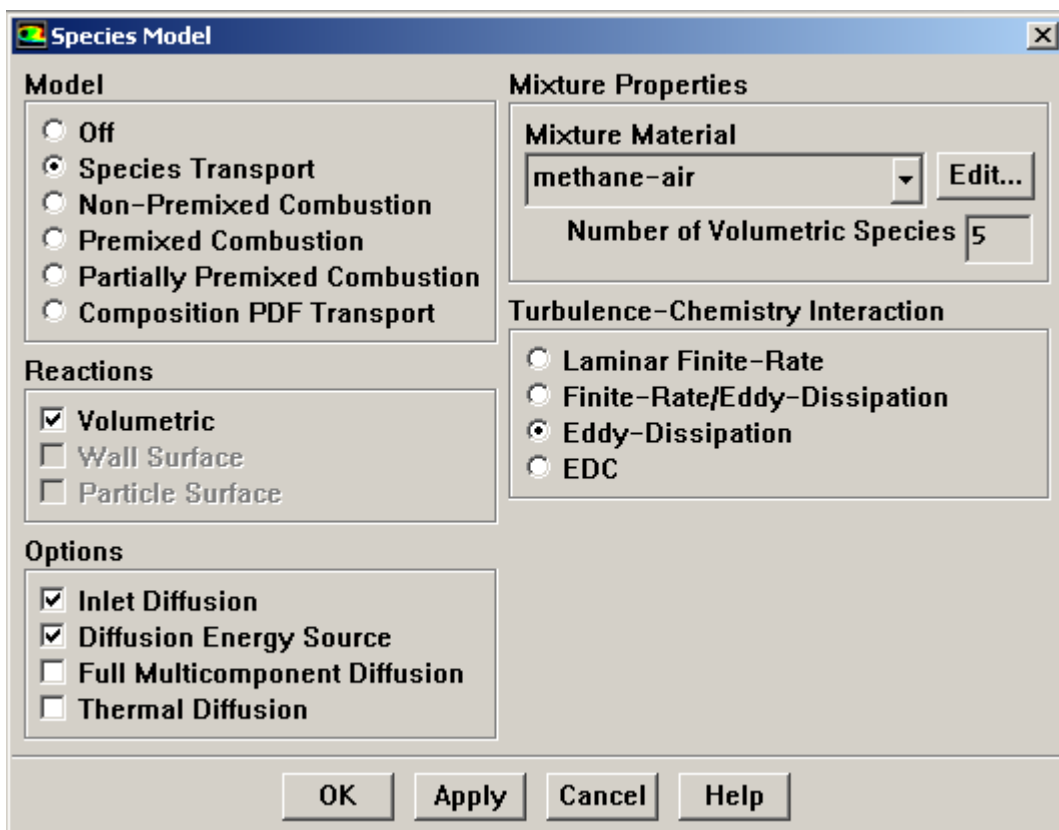 Species Model
Model
Off
Species Transport
Non-Premixed Combustion
Premixed Combustion
Partially Premixed Combustion
Composition PDF Transport
Reactions
Volumetric
Wall Surface
Particle Surface
Options
Inlet Diffusion
Diffusion Energy Source
Full Multicomponent Diffusion
Thermal Diffusion
Mixture Properties
Mixture Material
methane-air
Edit...
Number of Volumetric Species 5
Turbulence-Chemistry Interaction
Laminar Finite-Rate
Finite-Rate/Eddy-Dissipation
Eddy-Dissipation
EDC
OK Apply Cancel Help